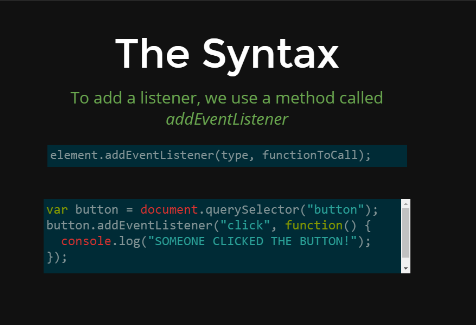 The Syntax
To add a listener, we use a method called
addEventListener
element.addEventListener(type, functionToCall);
var button = document.querySelector("button");
button.addEventListener("click", function() {
  console.log("SOMEONE CLICKED THE BUTTON!");
});